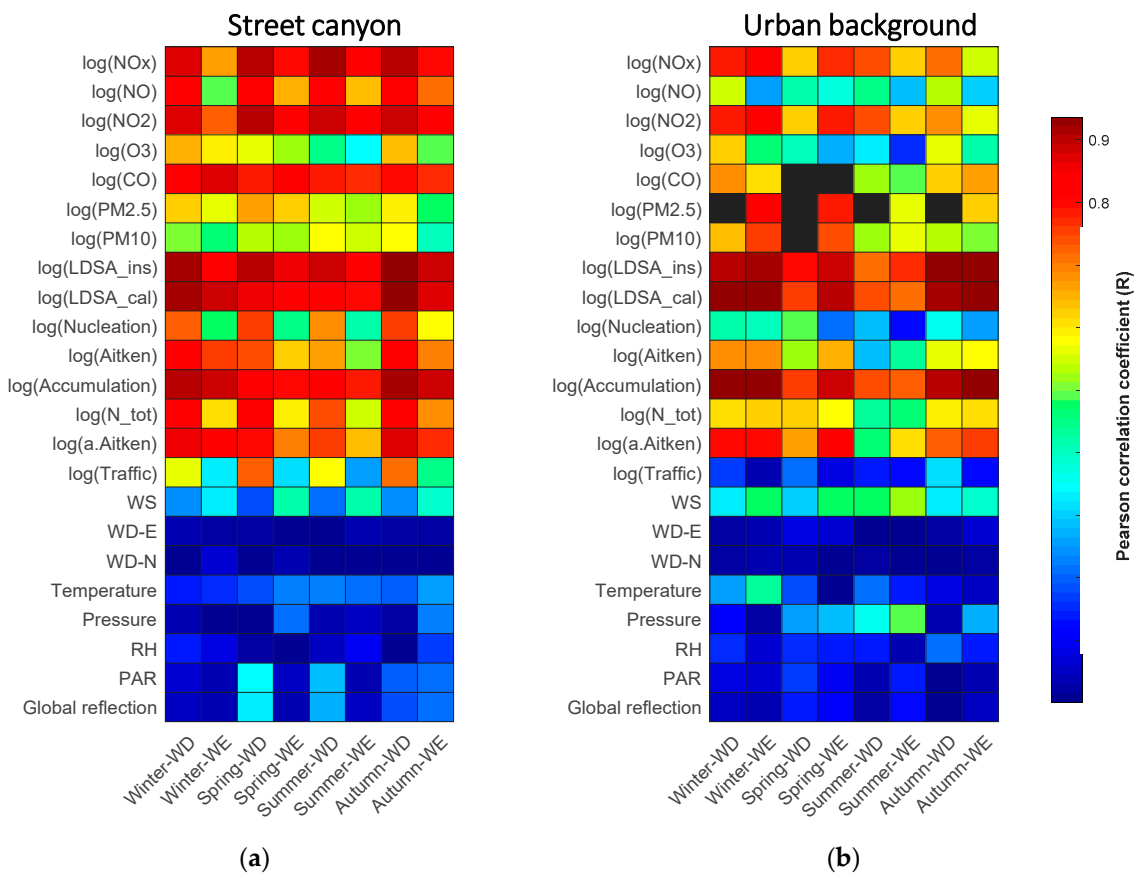 Street canyon
Urban background
log(NOx)
log(NO)
log(NO2)
log(O3)
log(CO)
log(PM2.5)
log(PM10)
log(LDSA_ins)
log(LDSA_cal)
log(Nucleation)
log(Aitken)
log(Accumulation)
log(N_tot)
log(a.Aitken)
log(Traffic)
WS
WD-E
WD-N
Temperature
Pressure
RH
PAR
Global reflection
Winter-WD
Winter-WE
Spring-WD
Spring-WE
Summer-WD
Summer-WE
Autumn-WD
Autumn-WE
(a)
log(NOx)
log(NO)
log(NO2)
log(O3)
log(CO)
log(PM2.5)
log(PM10)
log(LDSA_ins)
log(LDSA_cal)
log(Nucleation)
log(Aitken)
log(Accumulation)
log(N_tot)
log(a.Aitken)
log(Traffic)
WS
WD-E
WD-N
Temperature
Pressure
RH
PAR
Global reflection
Winter-WD
Winter-WE
Spring-WD
Spring-WE
Summer-WD
Summer-WE
Autumn-WD
Autumn-WE
(b)
0.9
0.8
Pearson correlation coefficient (R)